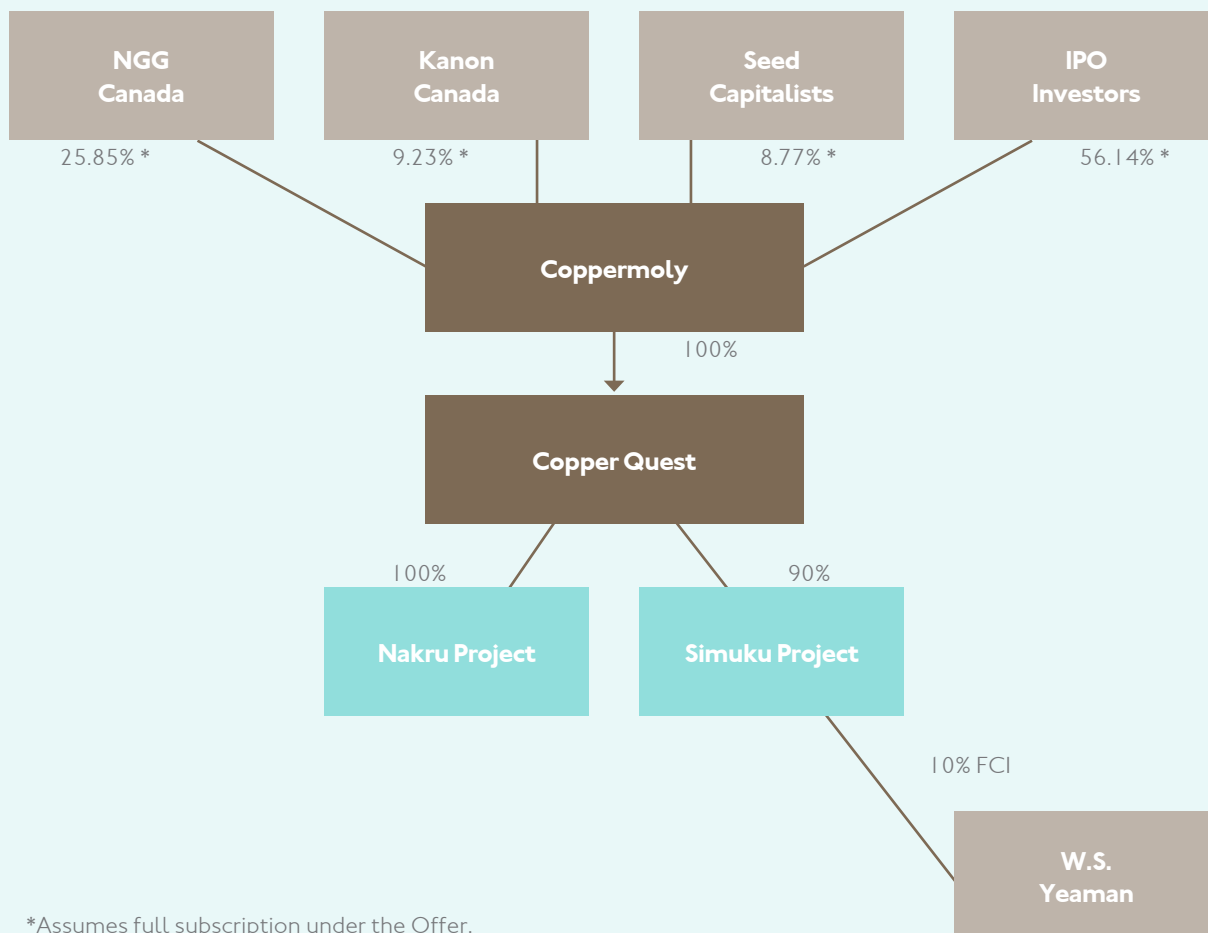 NGG
Canada
Kanon
Canada
Seed
Capitalists
IPO
Investors
25.85% *
9.23% *
8.77% *
56.14% *
Coppermoly
100%
Copper Quest
100%
90%
Nakru Project
Simuku Project
10% FCI
W.S.
Yeaman
*Assumes full subscription under the Offer.